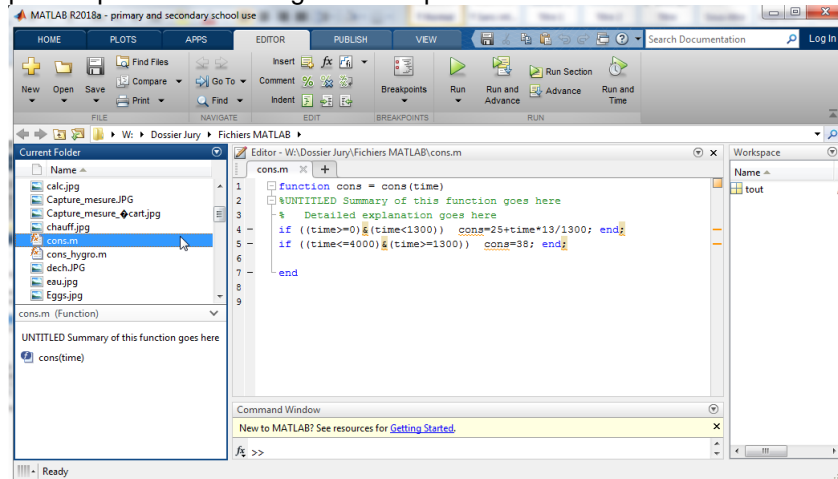 MATLAB R2018a - primary and secondary school use
HOME PLOTS APPS EDITOR PUBLISH VIEW Search Documentation Log In
Find Files Insert fx
New Open Save Compare Go To Comment % Breakpoints Run Run and Advance Run Section Advance Run and Time
Print Find Indent
FILE NAVIGATE EDIT BREAKPOINTS RUN
W: Dossier Jury Fichiers MATLAB
Current Folder
Name
calc.jpg
Capture_mesure.JPG
Capture_mesure_�cart.jpg
chauff.jpg
cons.m
cons_hygro.m
dech.JPG
eau.jpg
Eggs.jpg
cons.m (Function)
UNTITLED Summary of this function goes here
cons(time)
Editor - W:\Dossier Jury\Fichiers MATLAB\cons.m
cons.m
1 function cons = cons(time)
2 %UNTITLED Summary of this function goes here
3 % Detailed explanation goes here
4 - if ((time>=0)&(time<1300)) cons=25+time*13/1300; end;
5 - if ((time<=4000)&(time>=1300)) cons=38; end;
6
7 - end
8
9
Command Window
New to MATLAB? See resources for Getting Started.
fx >>
Workspace
Name
tout
Ready